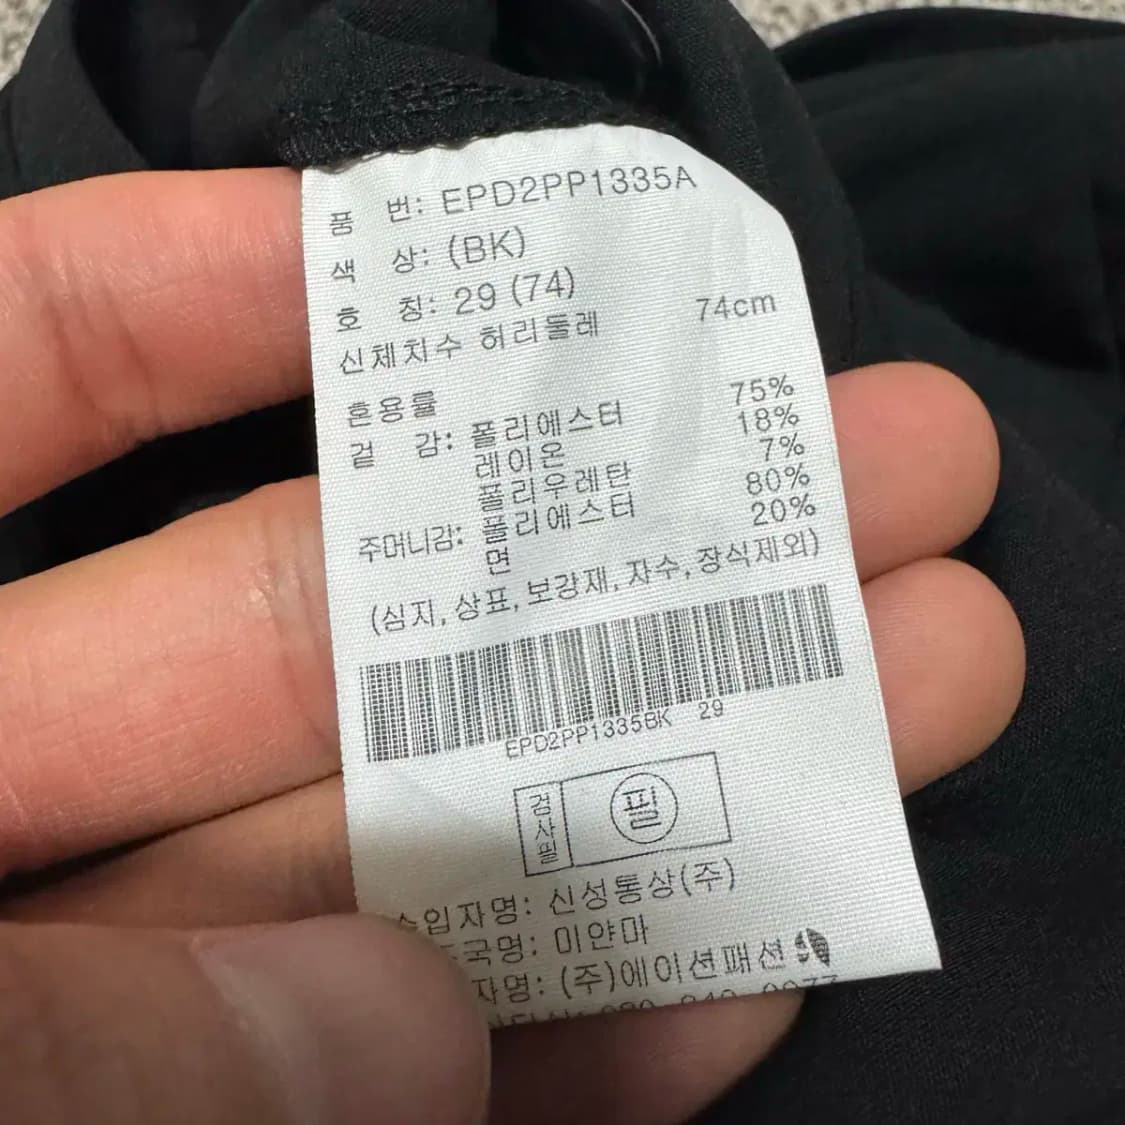 품 번: EPD2PP1335A
색 상: (BK)
호 칭: 29 (74)
신체치수 허리둘레 74cm
혼용률
겉 감: 폴리에스터 75%
레이온 18%
폴리우레탄 7%
주머니감: 폴리에스터 80%
면 20%
(심지, 상표, 보강재, 자수, 장식제외)
EPD2PP1335BK 29
검사필 필
수입자명: 신성통상(주)
국명: 미얀마
자명: (주)에이션패션